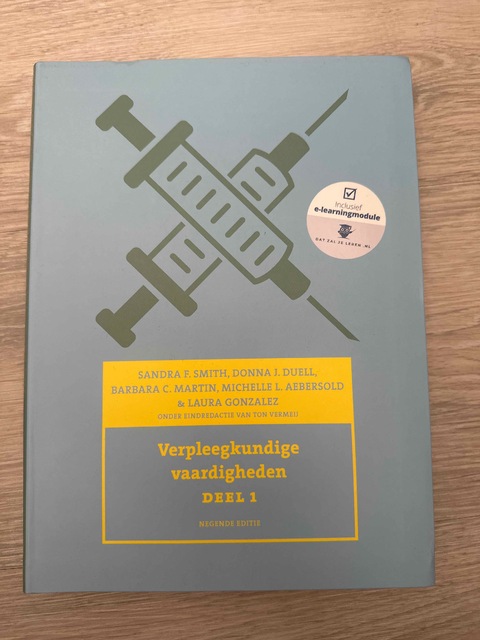 Inclusief
e-learningmodule
DAT ZAL JE LEREN .NL
SANDRA F. SMITH, DONNA J. DUELL,
BARBARA C. MARTIN, MICHELLE L. AEBERSOLD
& LAURA GONZALEZ
ONDER EINDREDACTIE VAN TON VERMEIJ
Verpleegkundige
vaardigheden
DEEL 1
NEGENDE EDITIE